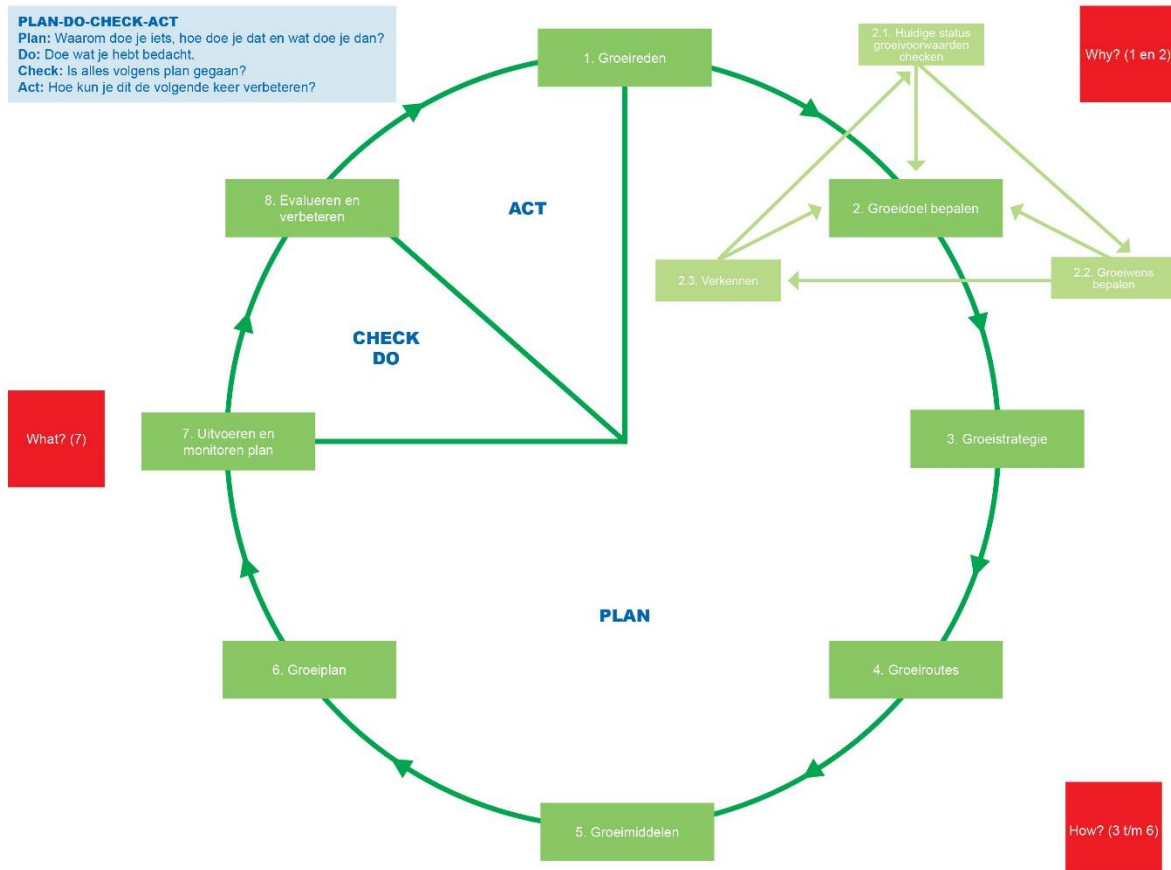 PLAN-DO-CHECK-ACT
Plan: Waarom doe je iets, hoe doe je dat en wat doe je dan?
Do: Doe wat je hebt bedacht.
Check: Is alles volgens plan gegaan?
Act: Hoe kun je dit de volgende keer verbeteren?
1. Groeireden
2.1. Huidige status
groeivoorwaarden
checken
Why? (1 en 2)
8. Evalueren en
verbeteren
ACT
2. Groeidoel bepalen
2.3. Verkennen
2.2. Groeiwens
bepalen
CHECK
DO
What? (7)
7. Uitvoeren en
monitoren plan
3. Groeistrategie
PLAN
6. Groeiplan
4. Groeiroutes
5. Groeimiddelen
How? (3 t/m 6)